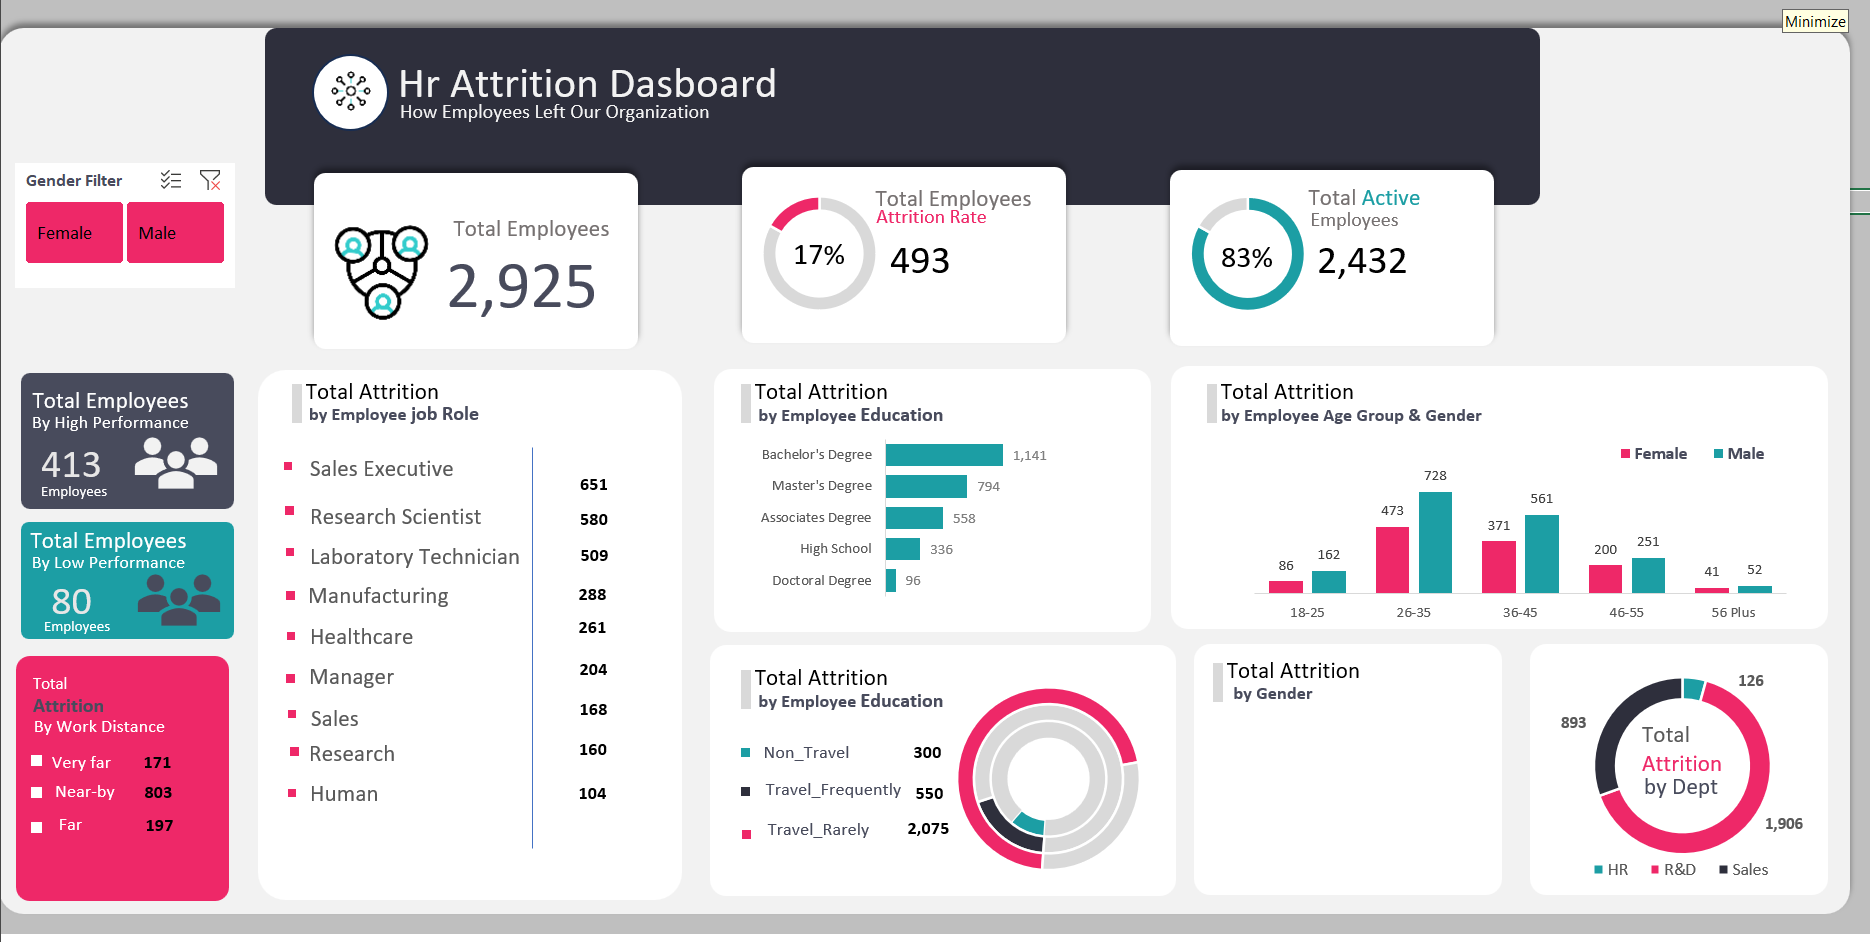 Minimize
Hr Attrition Dasboard
How Employees Left Our Organization
Gender Filter
Female
Male
Total Employees
2,925
Total Employees
Attrition Rate
17%
493
Total Active
Employees
83%
2,432
Total Employees
By High Performance
413
Employees
Total Employees
By Low Performance
80
Employees
Total
Attrition
By Work Distance
Very far 171
Near-by 803
Far 197
Total Attrition
by Employee job Role
Sales Executive 651
Research Scientist 580
Laboratory Technician 509
Manufacturing 288
Healthcare 261
Manager 204
Sales 168
Research 160
Human 104
Total Attrition
by Employee Education
Bachelor's Degree 1,141
Master's Degree 794
Associates Degree 558
High School 336
Doctoral Degree 96
Total Attrition
by Employee Age Group & Gender
Female Male
86 162 473 728 371 561 200 251 41 52
18-25 26-35 36-45 46-55 56 Plus
Total Attrition
by Employee Education
Non_Travel 300
Travel_Frequently 550
Travel_Rarely 2,075
Total Attrition
by Gender
126
893
Total
Attrition
by Dept
1,906
HR R&D Sales